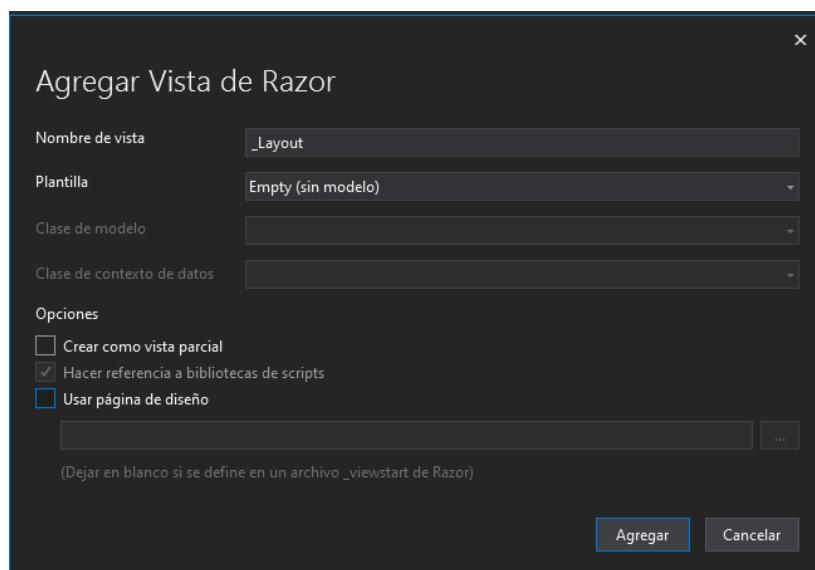 Agregar Vista de Razor
Nombre de vista
_Layout
Plantilla
Empty (sin modelo)
Clase de modelo
Clase de contexto de datos
Opciones
Crear como vista parcial
Hacer referencia a bibliotecas de scripts
Usar página de diseño
...
(Dejar en blanco si se define en un archivo _viewstart de Razor)
Agregar
Cancelar